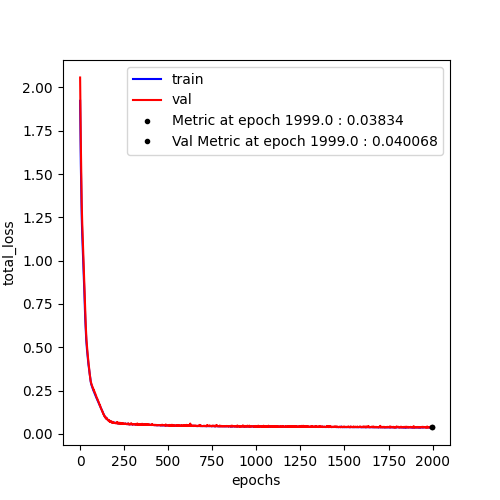 train
val
Metric at epoch 1999.0 : 0.03834
Val Metric at epoch 1999.0 : 0.040068
2.00
1.75
1.50
1.25
1.00
0.75
0.50
0.25
0.00
total_loss
0 250 500 750 1000 1250 1500 1750 2000
epochs